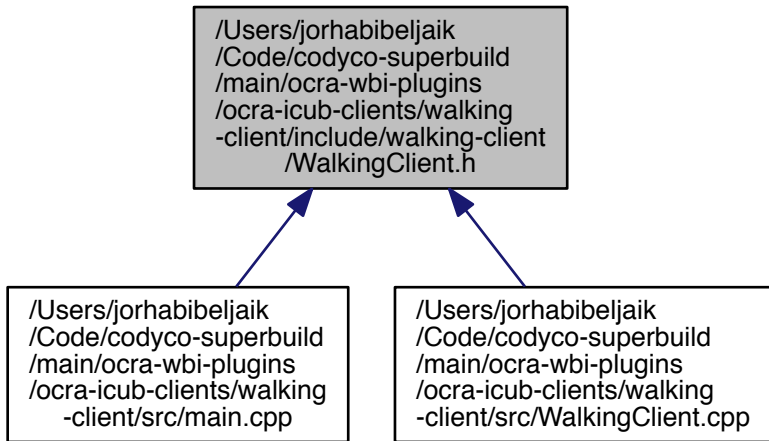 /Users/jorhabibeljaik
/Code/codyco-superbuild
/main/ocra-wbi-plugins
/ocra-icub-clients/walking
-client/include/walking-client
/WalkingClient.h
/Users/jorhabibeljaik
/Code/codyco-superbuild
/main/ocra-wbi-plugins
/ocra-icub-clients/walking
-client/src/main.cpp
/Users/jorhabibeljaik
/Code/codyco-superbuild
/main/ocra-wbi-plugins
/ocra-icub-clients/walking
-client/src/WalkingClient.cpp